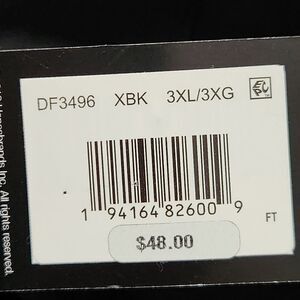 DF3496 XBK 3XL/3XG
1 94164 82600 9
FT
$48.00
Hanesbrands Inc. All rights reserved.